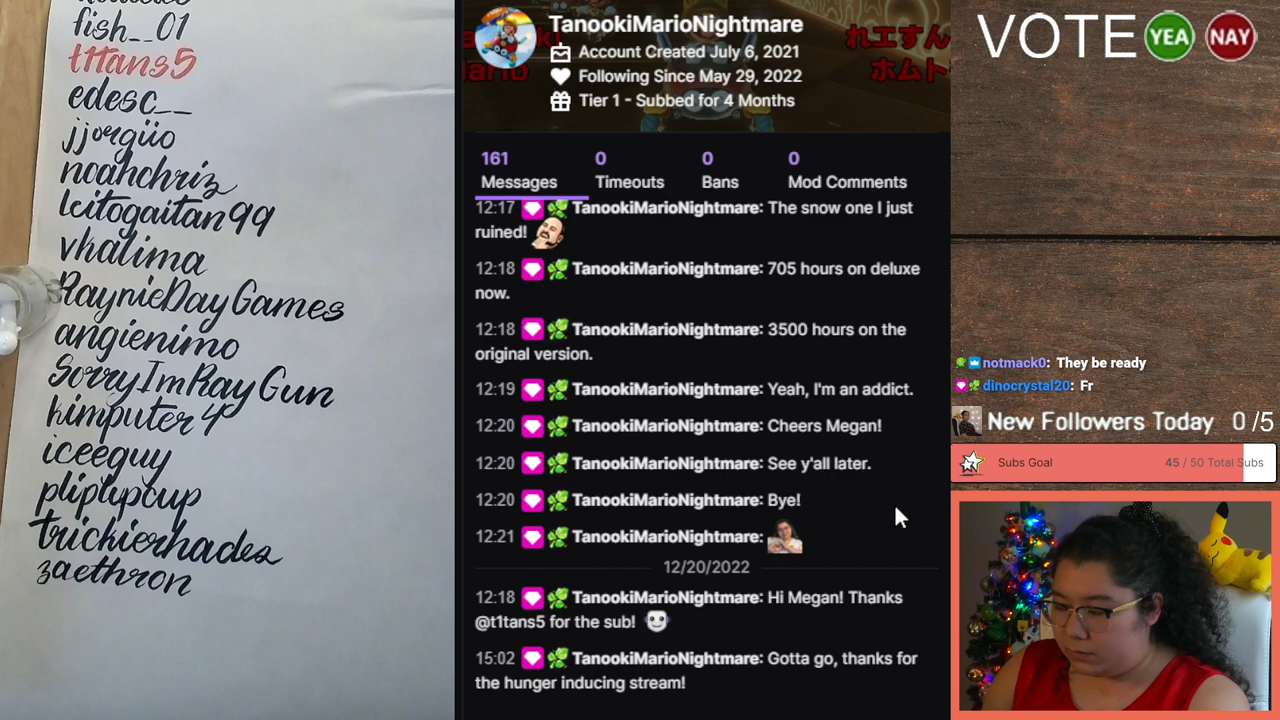 fish__01
t1tans5
edesc__
jjorgüo
noahchriz
leitogaitan99
vhalima
RaynieDayGames
angienimo
SorryImRayGun
kimputer4
iceeguy
pliplupcup
trickierhades
zaethron
TanookiMarioNightmare
Account Created July 6, 2021
Following Since May 29, 2022
Tier 1 - Subbed for 4 Months
161 0 0 0
Messages Timeouts Bans Mod Comments
12:17 TanookiMarioNightmare: The snow one I just
ruined!
12:18 TanookiMarioNightmare: 705 hours on deluxe
now.
12:18 TanookiMarioNightmare: 3500 hours on the
original version.
12:19 TanookiMarioNightmare: Yeah, I'm an addict.
12:20 TanookiMarioNightmare: Cheers Megan!
12:20 TanookiMarioNightmare: See y'all later.
12:20 TanookiMarioNightmare: Bye!
12:21 TanookiMarioNightmare:
12/20/2022
12:18 TanookiMarioNightmare: Hi Megan! Thanks
@t1tans5 for the sub!
15:02 TanookiMarioNightmare: Gotta go, thanks for
the hunger inducing stream!
VOTE YEA NAY
notmack0: They be ready
dinocrystal20: Fr
New Followers Today 0 /5
Subs Goal 45 / 50 Total Subs